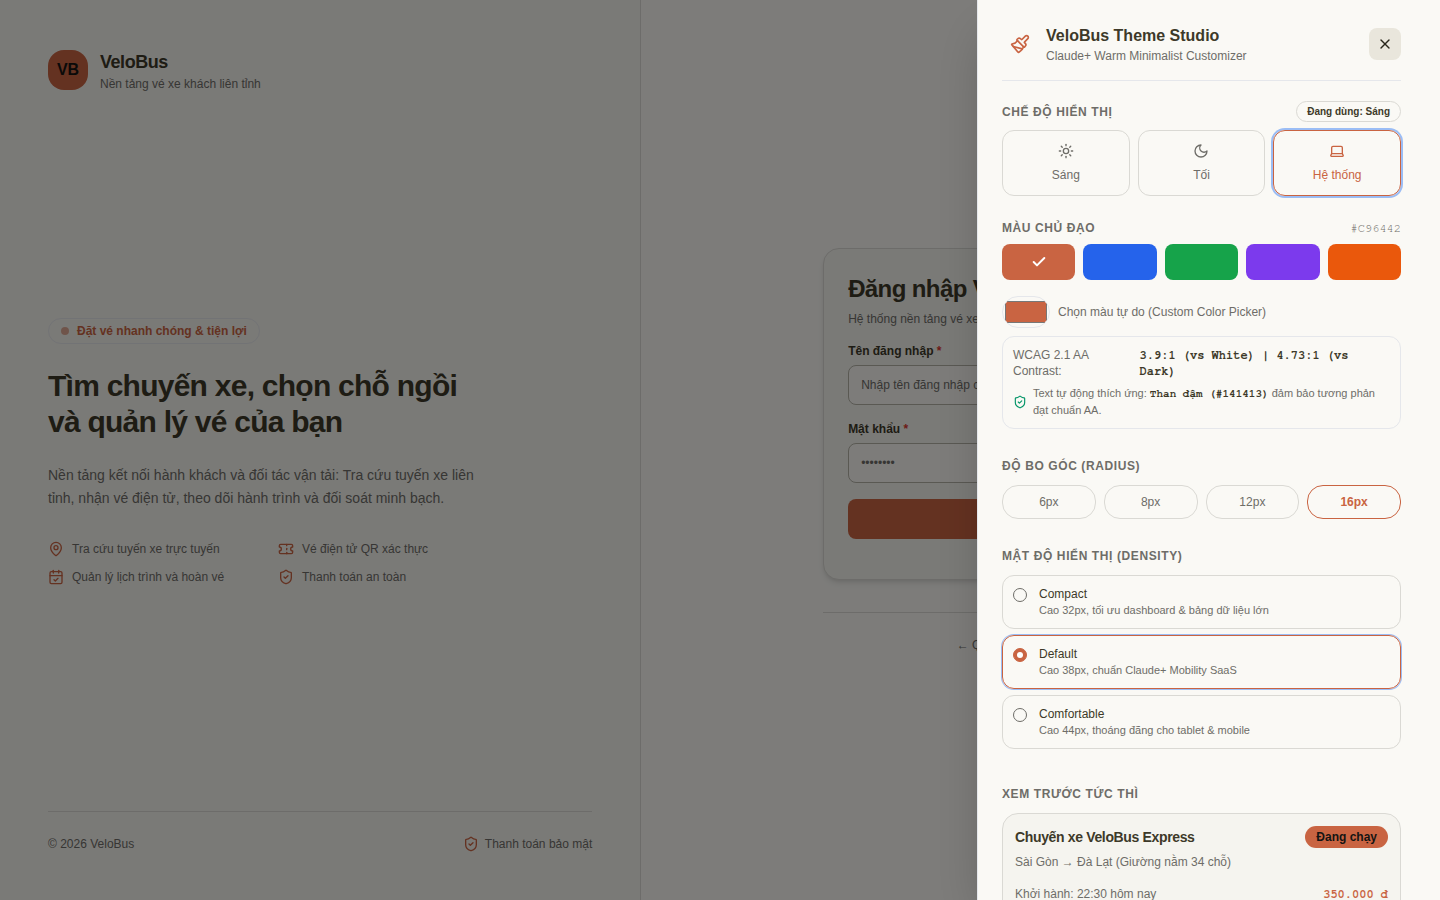 VB
VeloBus
Nền tảng vé xe khách liên tỉnh
Đặt vé nhanh chóng & tiện lợi
Tìm chuyến xe, chọn chỗ ngồi
và quản lý vé của bạn
Nền tảng kết nối hành khách và đối tác vận tải: Tra cứu tuyến xe liên
tỉnh, nhận vé điện tử, theo dõi hành trình và đối soát minh bạch.
Tra cứu tuyến xe trực tuyến
Vé điện tử QR xác thực
Quản lý lịch trình và hoàn vé
Thanh toán an toàn
© 2026 VeloBus
Thanh toán bảo mật
Đăng nhập
Hệ thống nền tảng vé xe
Tên đăng nhập *
Nhập tên đăng nhập
Mật khẩu *
••••••••
←
VeloBus Theme Studio
Claude+ Warm Minimalist Customizer
CHẾ ĐỘ HIỂN THỊ
Đang dùng: Sáng
Sáng
Tối
Hệ thống
MÀU CHỦ ĐẠO
#C96442
Chọn màu tự do (Custom Color Picker)
WCAG 2.1 AA
Contrast:
3.9:1 (vs White) | 4.73:1 (vs
Dark)
Text tự động thích ứng: Than đậm (#141413) đảm bảo tương phản
đạt chuẩn AA.
ĐỘ BO GÓC (RADIUS)
6px
8px
12px
16px
MẬT ĐỘ HIỂN THỊ (DENSITY)
Compact
Cao 32px, tối ưu dashboard & bảng dữ liệu lớn
Default
Cao 38px, chuẩn Claude+ Mobility SaaS
Comfortable
Cao 44px, thoáng đãng cho tablet & mobile
XEM TRƯỚC TỨC THÌ
Chuyến xe VeloBus Express
Đang chạy
Sài Gòn → Đà Lạt (Giường nằm 34 chỗ)
Khởi hành: 22:30 hôm nay
350.000 đ